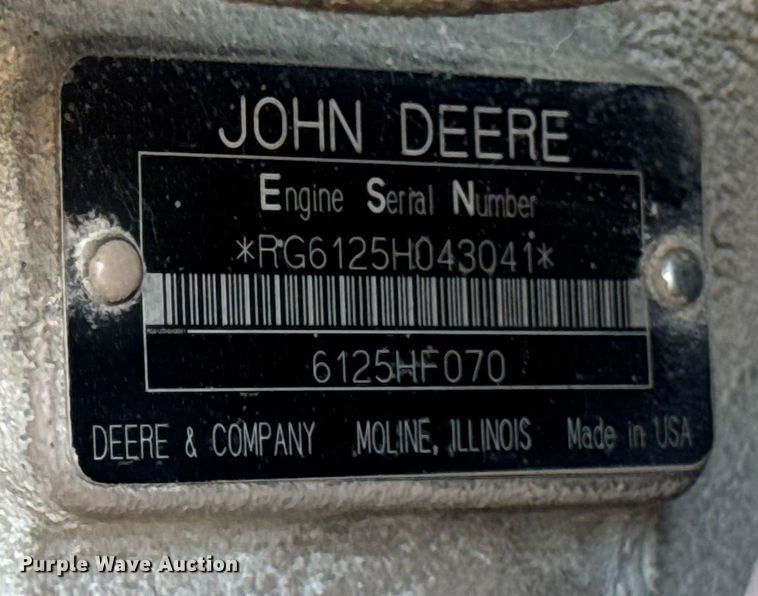 JOHN DEERE
Engine Serial Number
*RG6125H043041*
6125HF070
DEERE & COMPANY MOLINE, ILLINOIS Made in USA
Purple Wave Auction